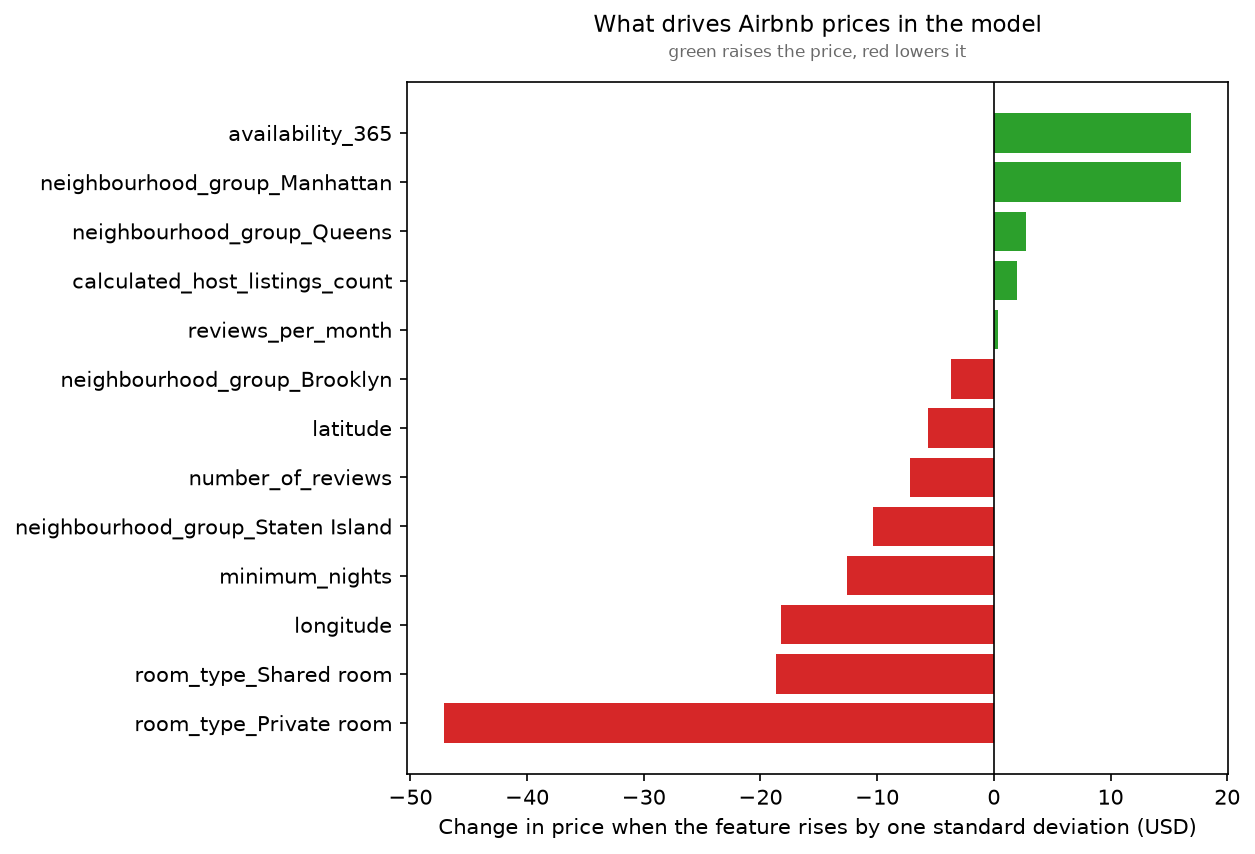 What drives Airbnb prices in the model
green raises the price, red lowers it
availability_365
neighbourhood_group_Manhattan
neighbourhood_group_Queens
calculated_host_listings_count
reviews_per_month
neighbourhood_group_Brooklyn
latitude
number_of_reviews
neighbourhood_group_Staten Island
minimum_nights
longitude
room_type_Shared room
room_type_Private room
−50 −40 −30 −20 −10 0 10 20
Change in price when the feature rises by one standard deviation (USD)